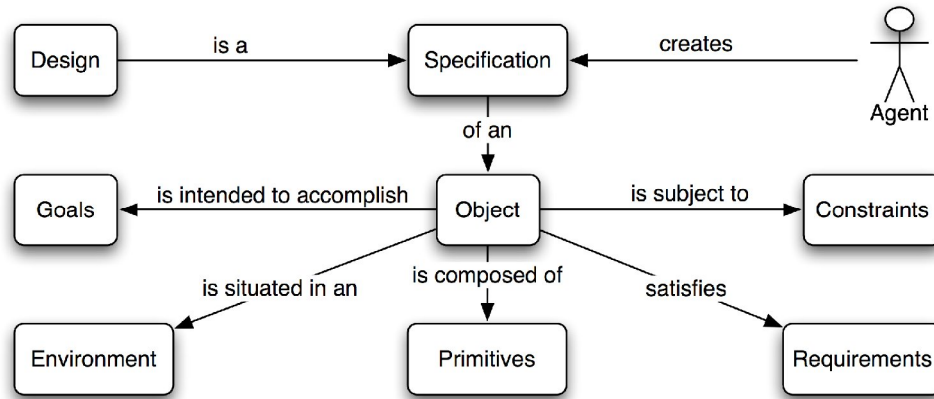 Design
is a
Specification
creates
Agent
of an
Goals
is intended to accomplish
Object
is subject to
Constraints
is situated in an
is composed of
satisfies
Environment
Primitives
Requirements